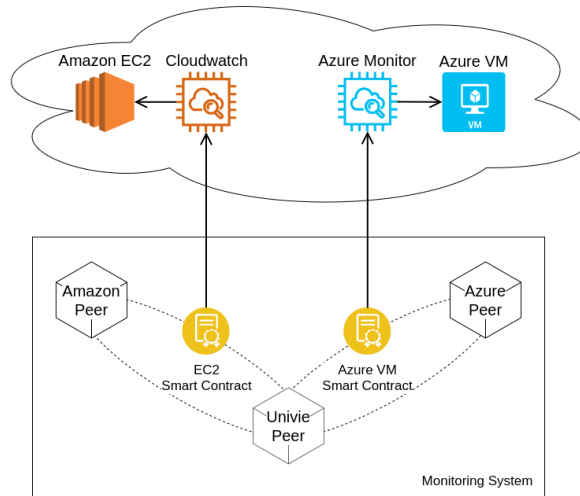 Amazon EC2
Cloudwatch
Azure Monitor
Azure VM
VM
Amazon
Peer
Azure
Peer
EC2
Smart Contract
Azure VM
Smart Contract
Univie
Peer
Monitoring System